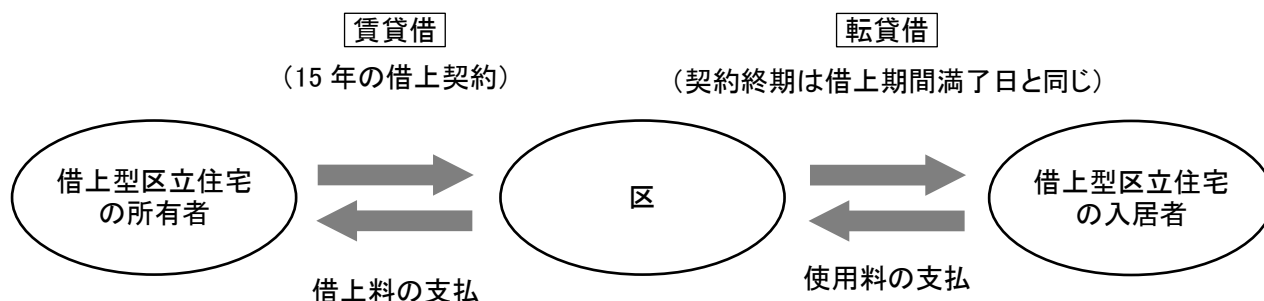 賃貸借
転貸借
(15 年の借上契約)
(契約終期は借上期間満了日と同じ)
借上型区立住宅
の所有者
区
借上型区立住宅
の入居者
借上料の支払
使用料の支払